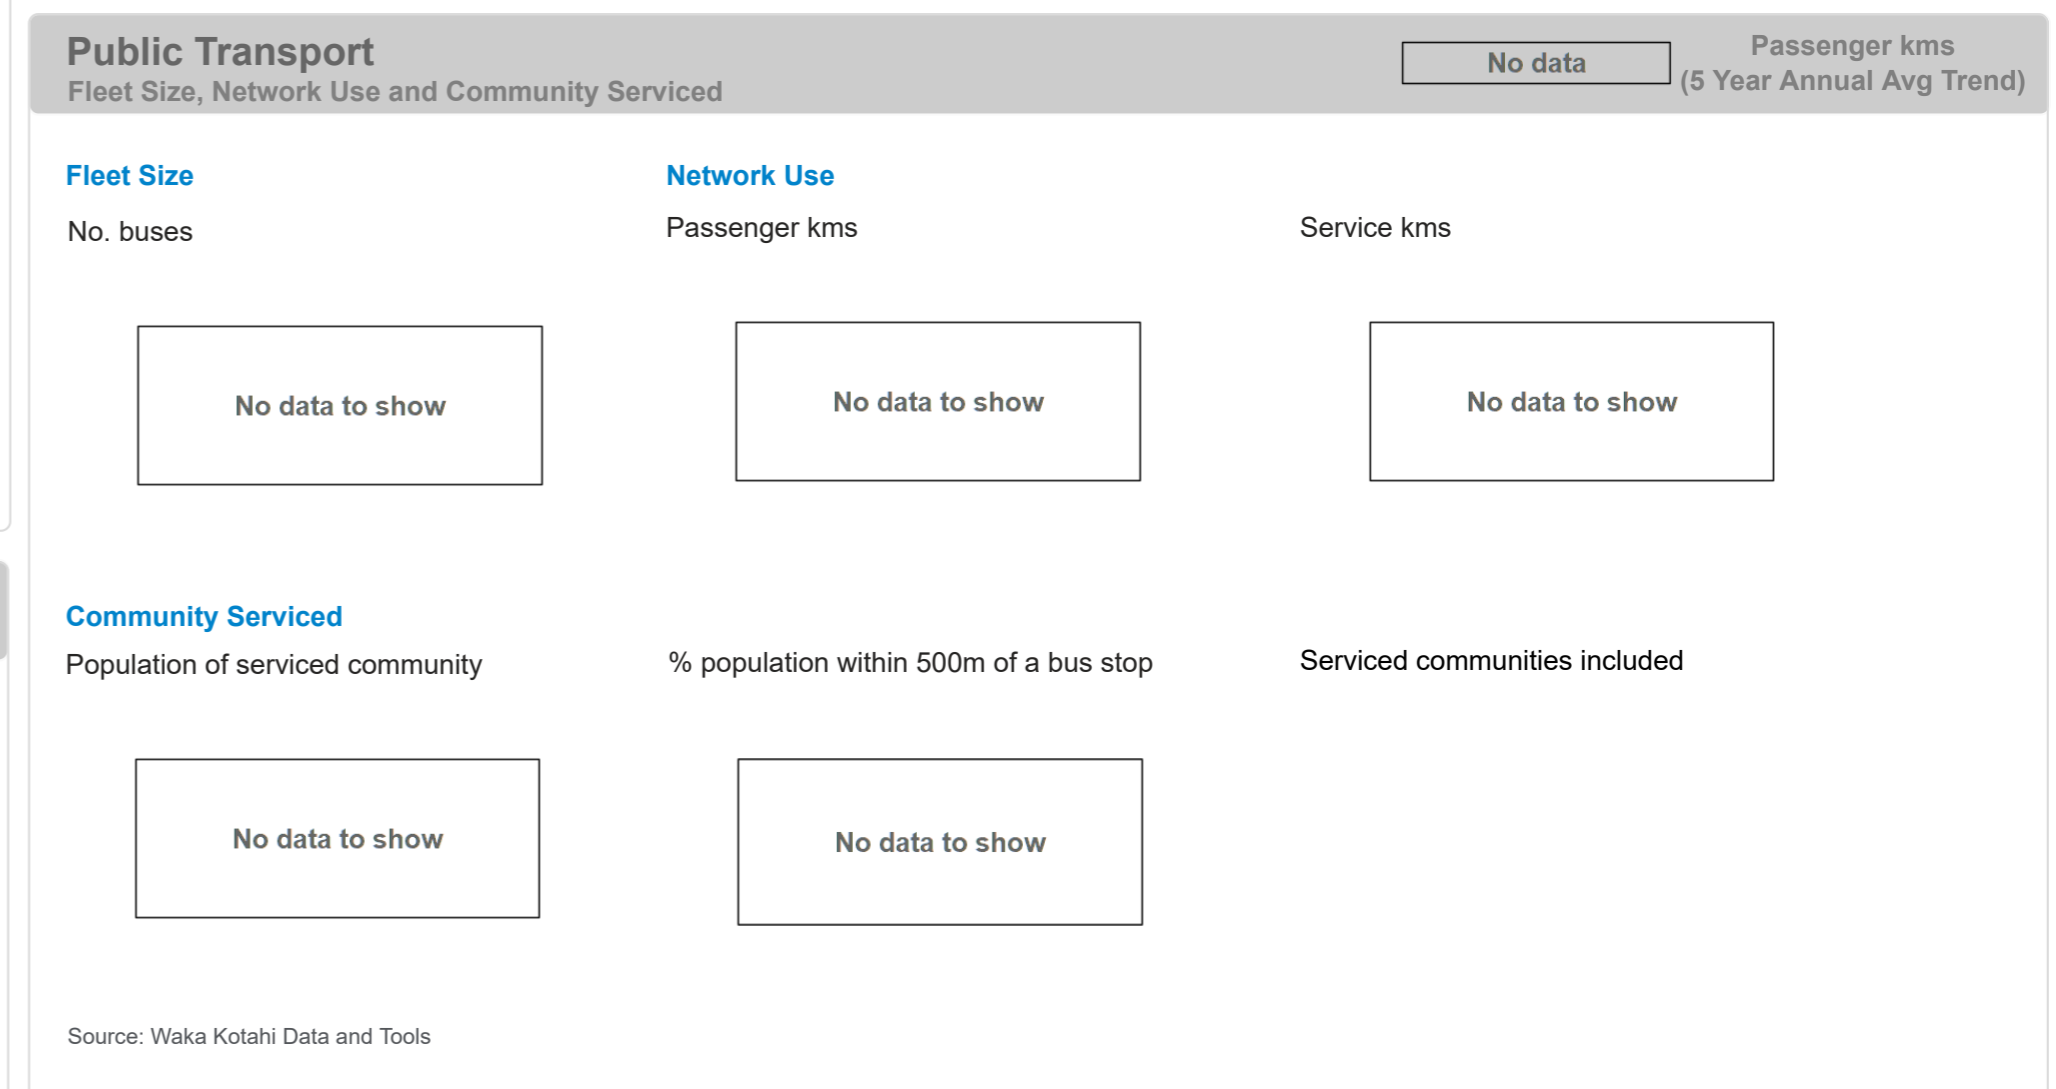 Public Transport
Fleet Size, Network Use and Community Serviced
No data
Passenger kms
(5 Year Annual Avg Trend)
Fleet Size
No. buses
No data to show
Network Use
Passenger kms
No data to show
Service kms
No data to show
Community Serviced
Population of serviced community
No data to show
% population within 500m of a bus stop
No data to show
Serviced communities included
Source: Waka Kotahi Data and Tools